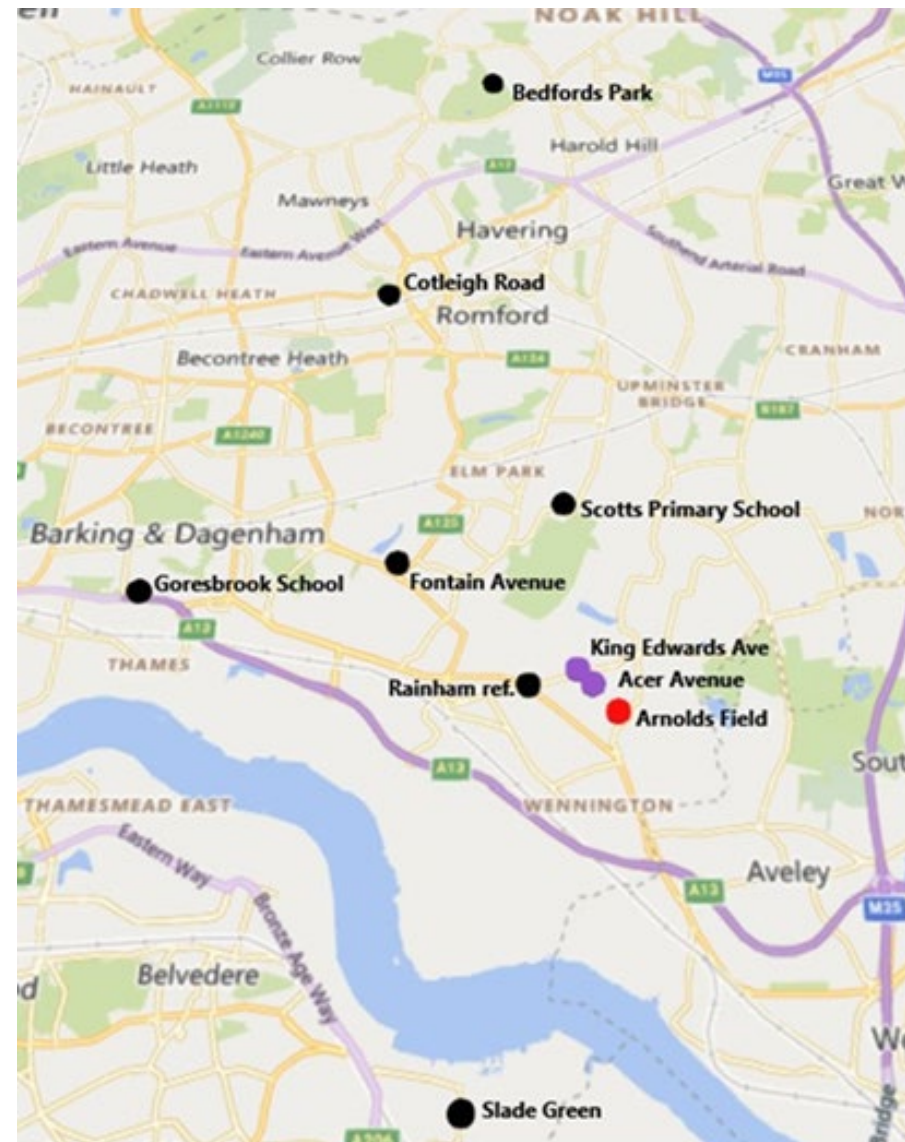 NOAK HILL
Collier Row
M25
HAINAULT
Bedfords Park
A1112
Harold Hill
Little Heath
A12
Great W
Mawneys
Havering
Eastern Avenue
Eastern Avenue West
Southend Arterial Road
Cotleigh Road
CHADWELL HEATH
Romford
Becontree Heath
A124
CRANHAM
UPMINSTER
BRIDGE
BECONTREE
A1240
B187
ELM PARK
Scotts Primary School
NOR
A125
Barking & Dagenham
Fontain Avenue
Goresbrook School
A13
King Edwards Ave
THAMES
Acer Avenue
Rainham ref.
Arnolds Field
A13
Sout
THAMESMEAD EAST
WENNINGTON
Eastern Way
Aveley
A13
M25
Bronze Age Way
Belvedere
We
Slade Green
A206